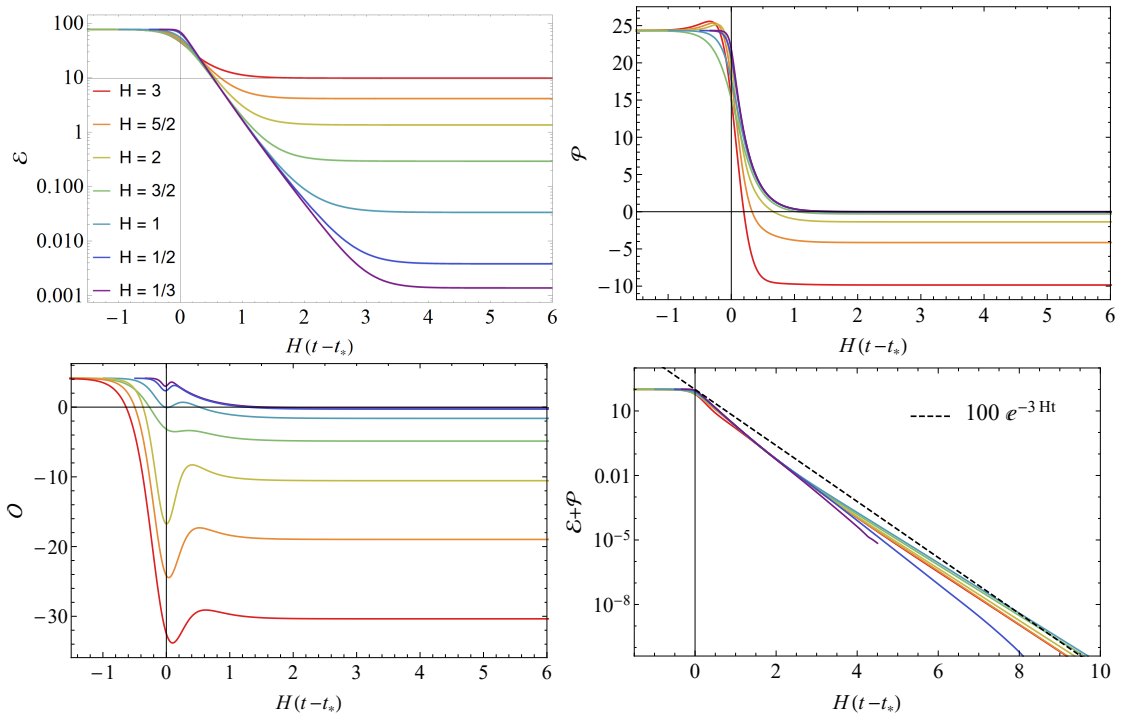 100
10
1
0.100
0.010
0.001
ℰ
H = 3
H = 5/2
H = 2
H = 3/2
H = 1
H = 1/2
H = 1/3
−1 0 1 2 3 4 5 6
H (t−t*)
25
20
15
10
5
0
−5
−10
𝒫
−1 0 1 2 3 4 5 6
H (t−t*)
0
−10
−20
−30
O
−1 0 1 2 3 4 5 6
H (t−t*)
10
0.01
10⁻⁵
10⁻⁸
ℰ+𝒫
100 ⅇ^−3 Ht
0 2 4 6 8 10
H (t−t*)